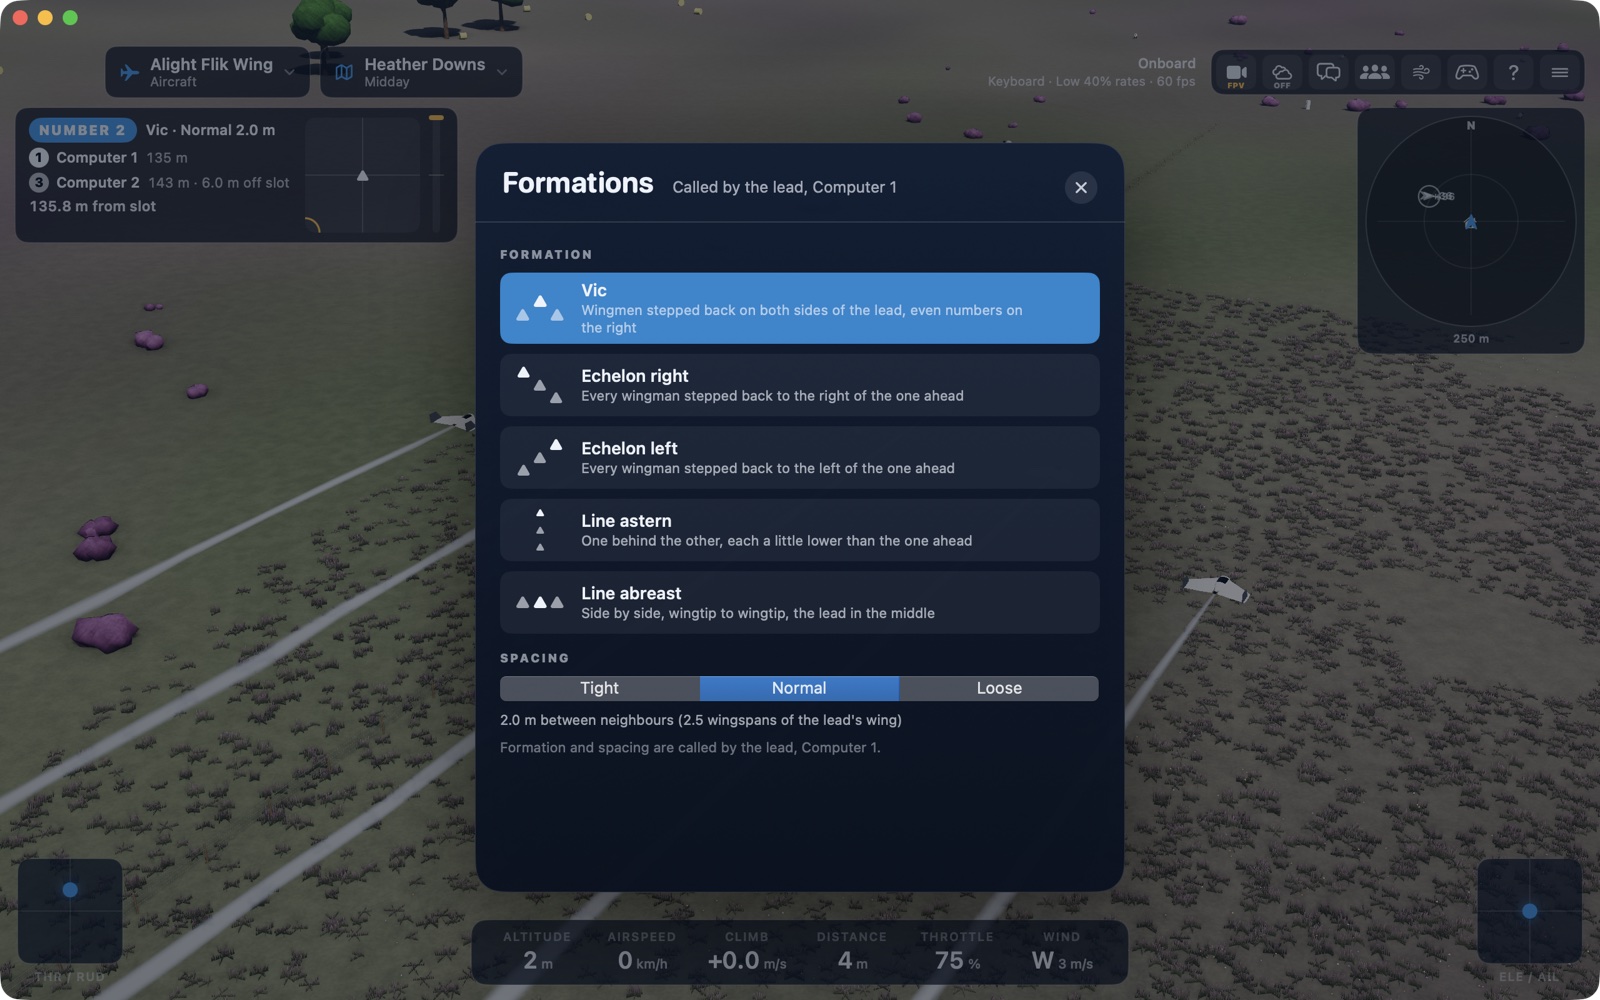 Alight Flik Wing
Aircraft
Heather Downs
Midday
Onboard
Keyboard · Low 40% rates · 60 fps
FPV
OFF
?
NUMBER 2 Vic · Normal 2.0 m
1 Computer 1 135 m
3 Computer 2 143 m · 6.0 m off slot
135.8 m from slot
N
250 m
Formations Called by the lead, Computer 1
FORMATION
Vic
Wingmen stepped back on both sides of the lead, even numbers on
the right
Echelon right
Every wingman stepped back to the right of the one ahead
Echelon left
Every wingman stepped back to the left of the one ahead
Line astern
One behind the other, each a little lower than the one ahead
Line abreast
Side by side, wingtip to wingtip, the lead in the middle
SPACING
Tight Normal Loose
2.0 m between neighbours (2.5 wingspans of the lead's wing)
Formation and spacing are called by the lead, Computer 1.
ALTITUDE AIRSPEED CLIMB DISTANCE THROTTLE WIND
2 m 0 km/h +0.0 m/s 4 m 75 % W 3 m/s
THR / RUD
ELE / AIL